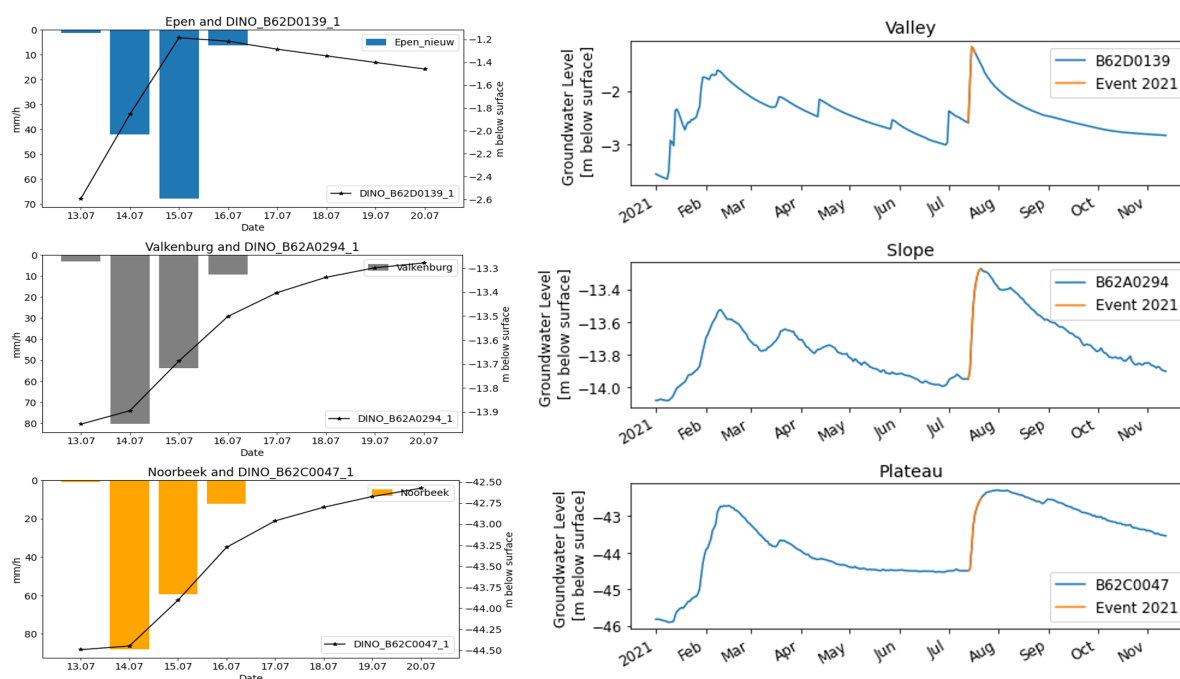 Epen and DINO_B62D0139_1
0
10
20
30
40
50
60
70
mm/h
Epen_nieuw
DINO_B62D0139_1
−1.2
−1.4
−1.6
−1.8
−2.0
−2.2
−2.4
−2.6
m below surface
13.07 14.07 15.07 16.07 17.07 18.07 19.07 20.07
Date
Valkenburg and DINO_B62A0294_1
0
10
20
30
40
50
60
70
80
mm/h
Valkenburg
DINO_B62A0294_1
−13.3
−13.4
−13.5
−13.6
−13.7
−13.8
−13.9
m below surface
13.07 14.07 15.07 16.07 17.07 18.07 19.07 20.07
Date
Noorbeek and DINO_B62C0047_1
0
20
40
60
80
mm/h
Noorbeek
DINO_B62C0047_1
−42.50
−42.75
−43.00
−43.25
−43.50
−43.75
−44.00
−44.25
−44.50
m below surface
13.07 14.07 15.07 16.07 17.07 18.07 19.07 20.07
Date
Valley
Groundwater Level
[m below surface]
−2
−3
B62D0139
Event 2021
2021 Feb Mar Apr May Jun Jul Aug Sep Oct Nov
Slope
Groundwater Level
[m below surface]
−13.4
−13.6
−13.8
−14.0
B62A0294
Event 2021
2021 Feb Mar Apr May Jun Jul Aug Sep Oct Nov
Plateau
Groundwater Level
[m below surface]
−43
−44
−45
−46
B62C0047
Event 2021
2021 Feb Mar Apr May Jun Jul Aug Sep Oct Nov